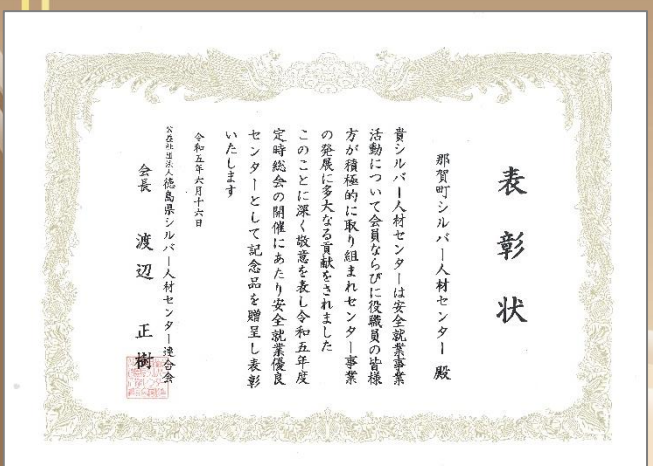 表彰状
那賀町シルバー人材センター 殿
貴シルバー人材センターは安全就業事業
活動について会員ならびに役職員の皆様
方が積極的に取り組まれセンター事業
の発展に多大なる貢献をされました
このことに深く敬意を表し令和五年度
定時総会の開催にあたり安全就業優良
センターとして記念品を贈呈し表彰
いたします
令和五年六月十六日
公益社団法人徳島県シルバー人材センター連合会
会長 渡辺 正樹